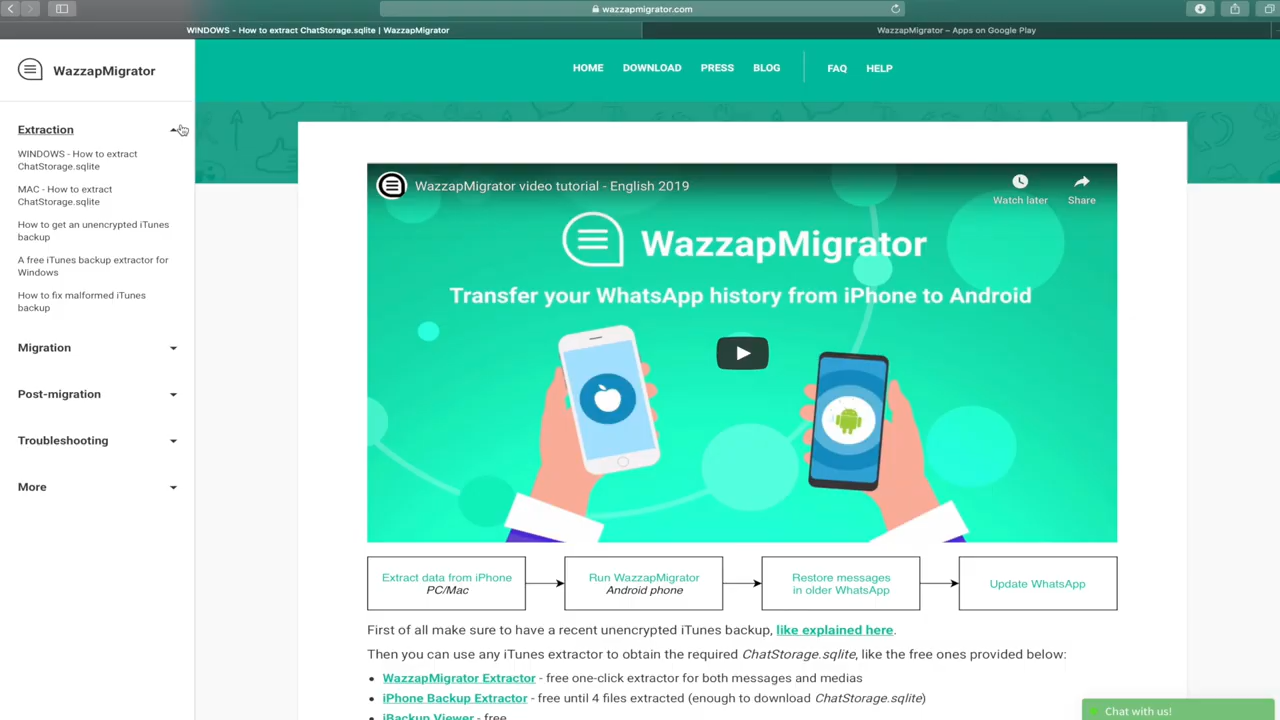 wazzapmigrator.com
WINDOWS - How to extract ChatStorage.sqlite | WazzapMigrator
WazzapMigrator – Apps on Google Play
WazzapMigrator
HOME
DOWNLOAD
PRESS
BLOG
FAQ
HELP
Extraction
WINDOWS - How to extract
ChatStorage.sqlite
MAC - How to extract
ChatStorage.sqlite
How to get an unencrypted iTunes
backup
A free iTunes backup extractor for
Windows
How to fix malformed iTunes
backup
Migration
Post-migration
Troubleshooting
More
WazzapMigrator video tutorial - English 2019
Watch later
Share
WazzapMigrator
Transfer your WhatsApp history from iPhone to Android
Extract data from iPhone
PC/Mac
Run WazzapMigrator
Android phone
Restore messages
in older WhatsApp
Update WhatsApp
First of all make sure to have a recent unencrypted iTunes backup, like explained here.
Then you can use any iTunes extractor to obtain the required ChatStorage.sqlite, like the free ones provided below:
• WazzapMigrator Extractor - free one-click extractor for both messages and medias
• iPhone Backup Extractor - free until 4 files extracted (enough to download ChatStorage.sqlite)
• iBackup Viewer - free
Chat with us!